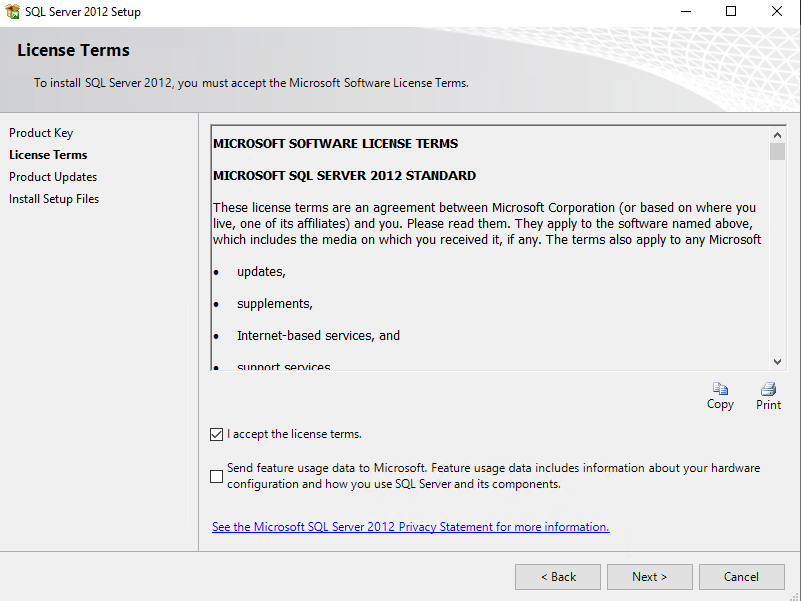 SQL Server 2012 Setup
License Terms
To install SQL Server 2012, you must accept the Microsoft Software License Terms.
Product Key
License Terms
Product Updates
Install Setup Files
MICROSOFT SOFTWARE LICENSE TERMS
MICROSOFT SQL SERVER 2012 STANDARD
These license terms are an agreement between Microsoft Corporation (or based on where you
live, one of its affiliates) and you. Please read them. They apply to the software named above,
which includes the media on which you received it, if any. The terms also apply to any Microsoft
• updates,
• supplements,
• Internet-based services, and
• support services
Copy
Print
I accept the license terms.
Send feature usage data to Microsoft. Feature usage data includes information about your hardware
configuration and how you use SQL Server and its components.
See the Microsoft SQL Server 2012 Privacy Statement for more information.
< Back
Next >
Cancel